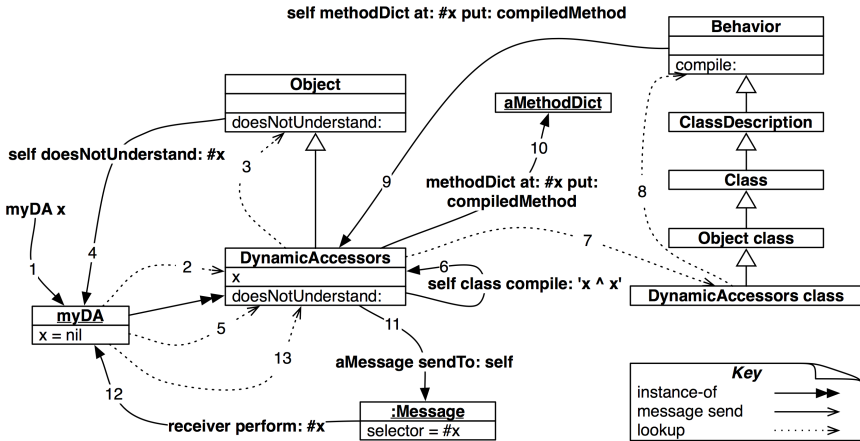 self methodDict at: #x put: compiledMethod
Behavior
compile:
Object
doesNotUnderstand:
aMethodDict
ClassDescription
self doesNotUnderstand: #x
3
10
9
methodDict at: #x put:
compiledMethod
8
Class
myDA x
4
7
Object class
1
2
DynamicAccessors
x
doesNotUnderstand:
6
self class compile: 'x ^ x'
DynamicAccessors class
myDA
x = nil
5
11
13
aMessage sendTo: self
12
Key
instance-of
message send
lookup
receiver perform: #x
:Message
selector = #x